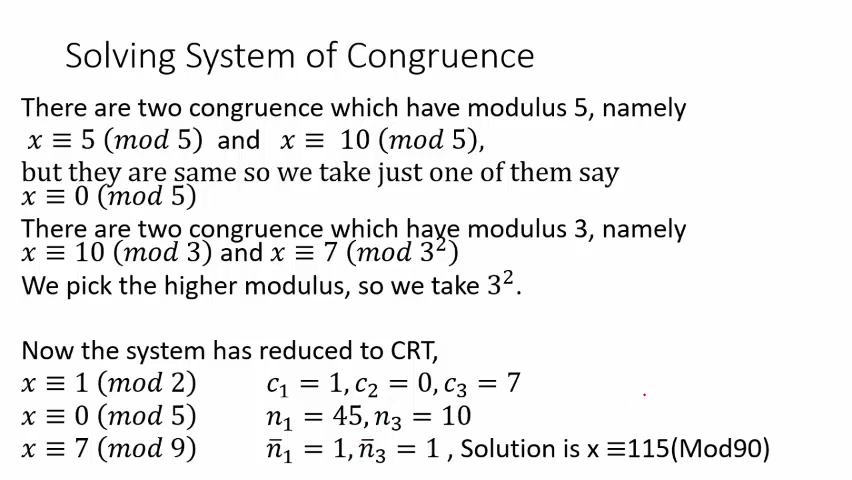 Solving System of Congruence
There are two congruence which have modulus 5, namely
x ≡ 5 (mod 5) and x ≡ 10 (mod 5),
but they are same so we take just one of them say
x ≡ 0 (mod 5)
There are two congruence which have modulus 3, namely
x ≡ 10 (mod 3) and x ≡ 7 (mod 3²)
We pick the higher modulus, so we take 3².
Now the system has reduced to CRT,
x ≡ 1 (mod 2) c₁ = 1, c₂ = 0, c₃ = 7
x ≡ 0 (mod 5) n₁ = 45, n₃ = 10
x ≡ 7 (mod 9) n̄₁ = 1, n̄₃ = 1 , Solution is x ≡115(Mod90)